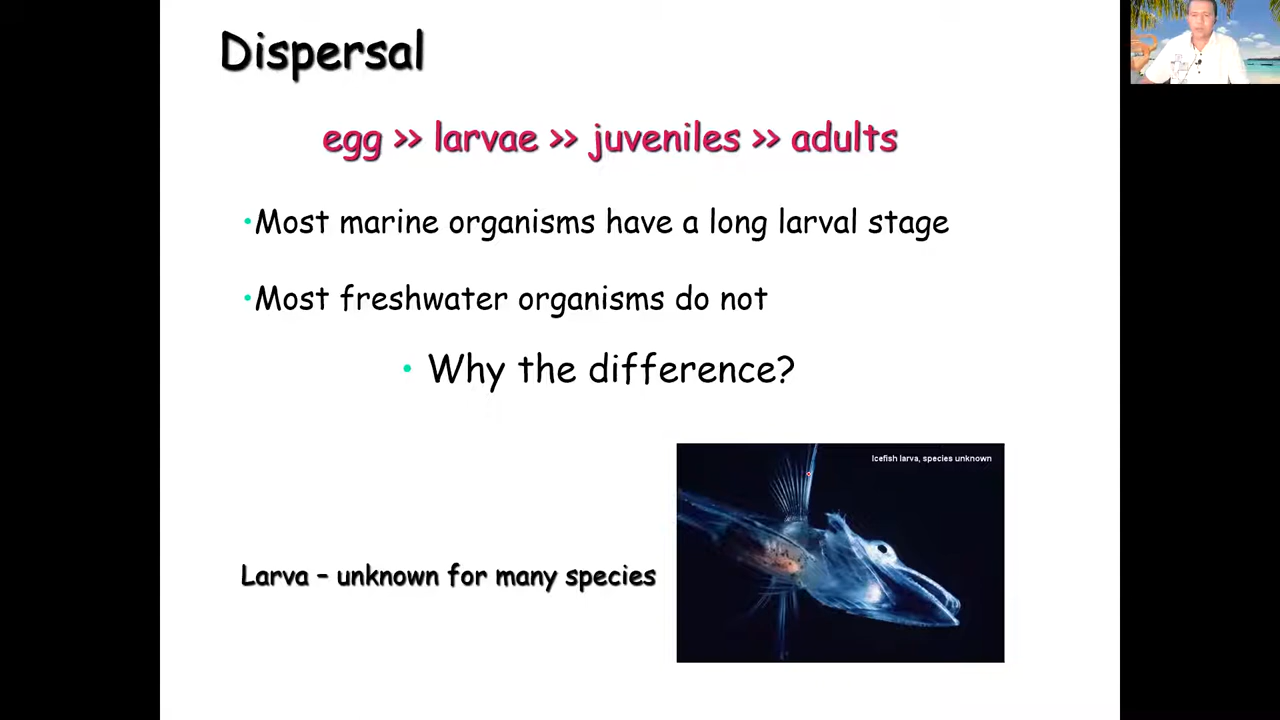 Dispersal
egg >> larvae >> juveniles >> adults
•Most marine organisms have a long larval stage
•Most freshwater organisms do not
• Why the difference?
Icefish larva, species unknown
Larva – unknown for many species